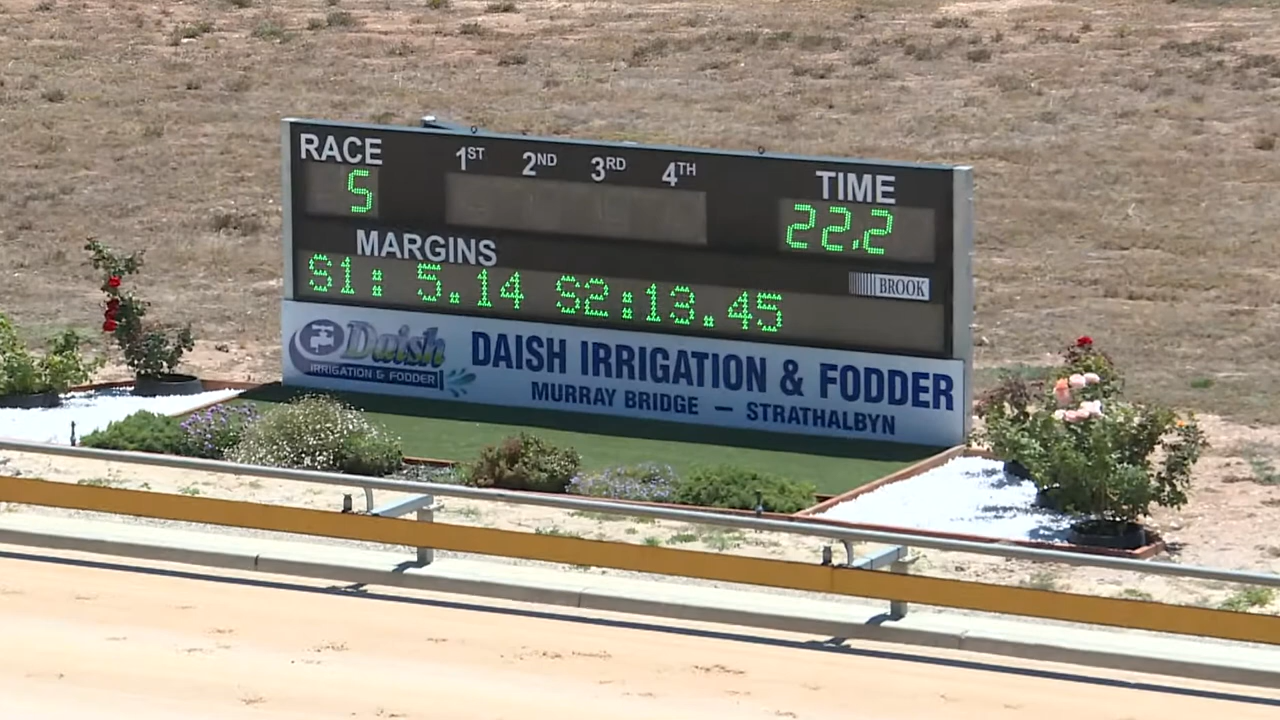 RACE 1ST 2ND 3RD 4TH TIME
5 22.2
MARGINS
S1: 5.14 S2:13.45
BROOK
Daish
IRRIGATION & FODDER
DAISH IRRIGATION & FODDER
MURRAY BRIDGE — STRATHALBYN